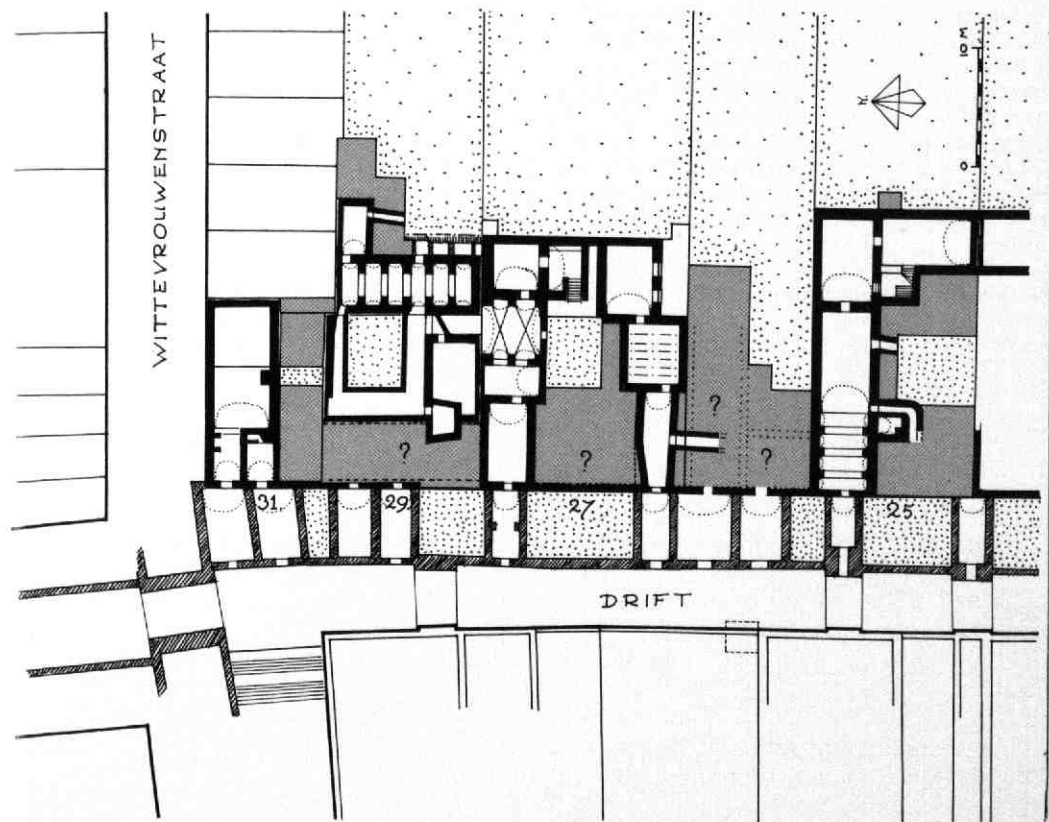 WITTEVROUWENSTRAAT
10 M
0
N.
?
?
?
?
31.
29.
27.
25.
DRIFT